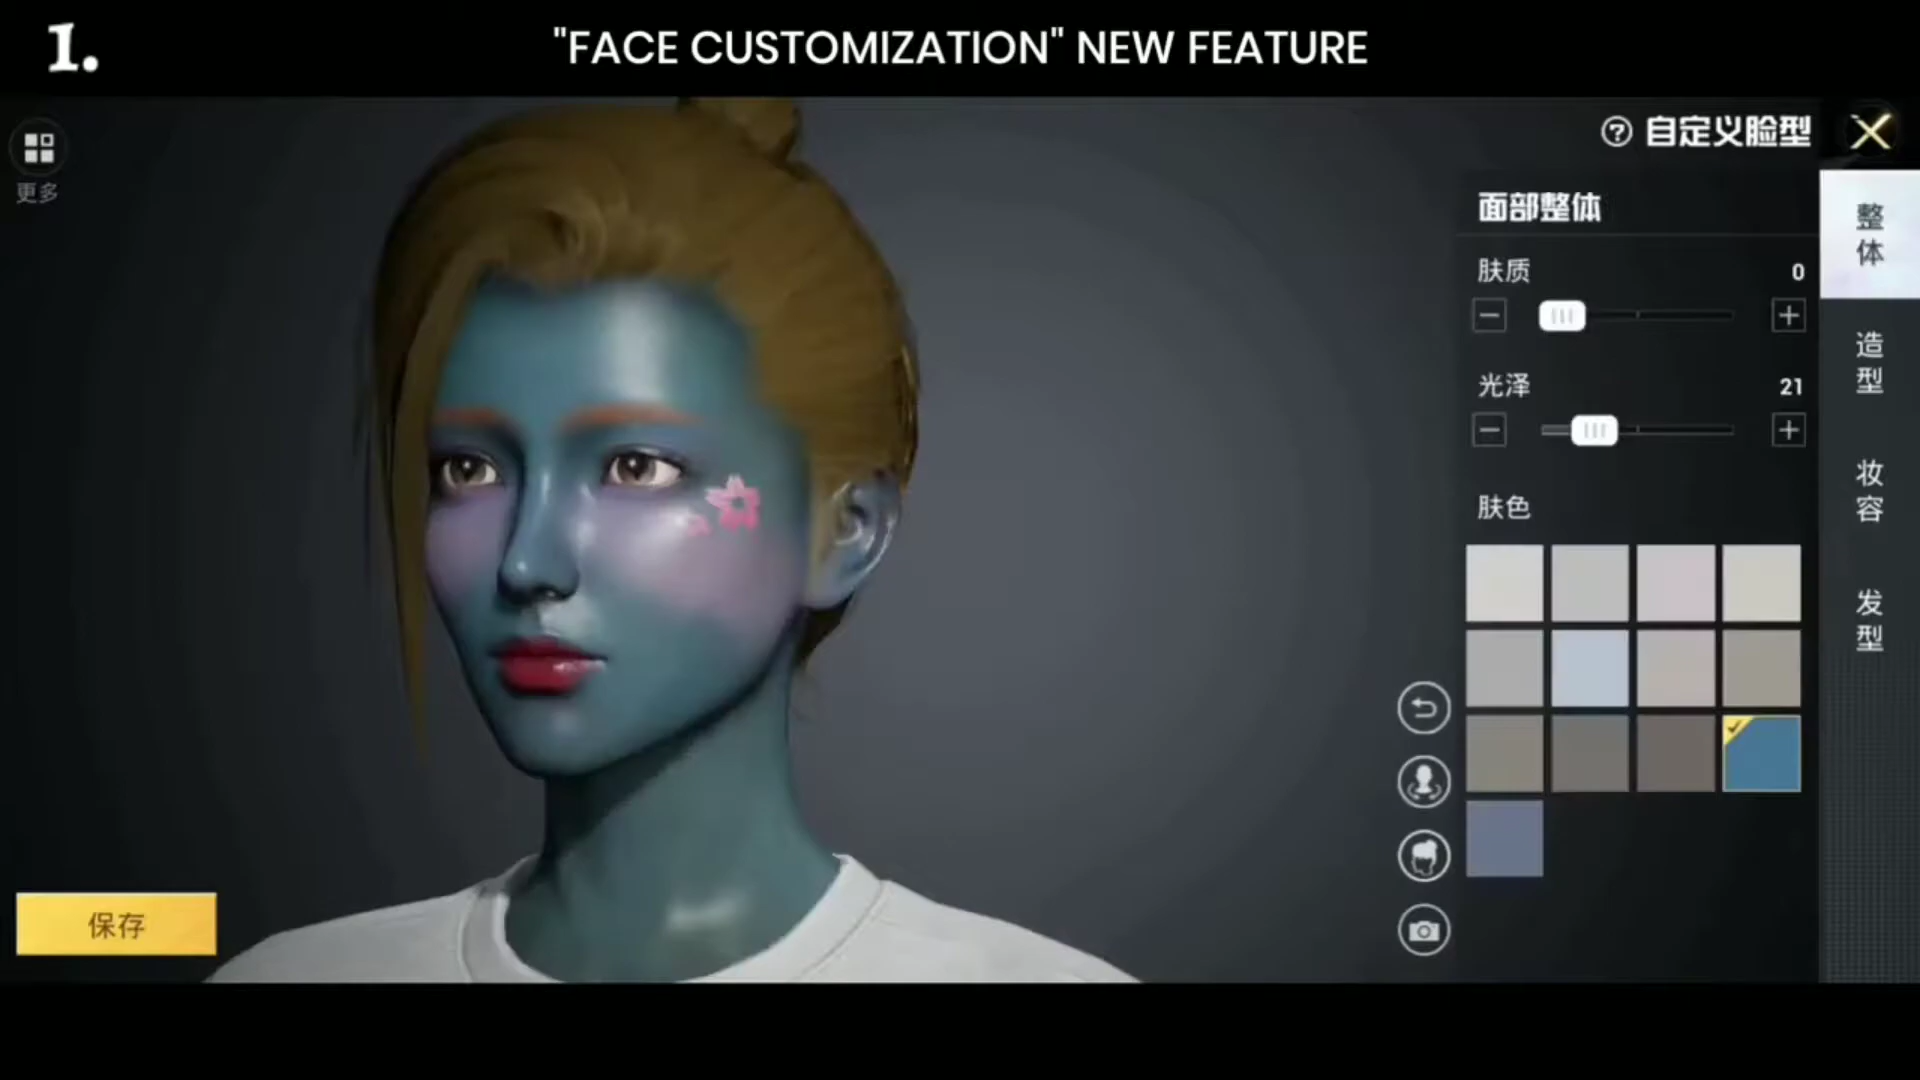 1.
"FACE CUSTOMIZATION" NEW FEATURE
更多
自定义脸型
面部整体
肤质 0
光泽 21
肤色
整体
造型
妆容
发型
保存